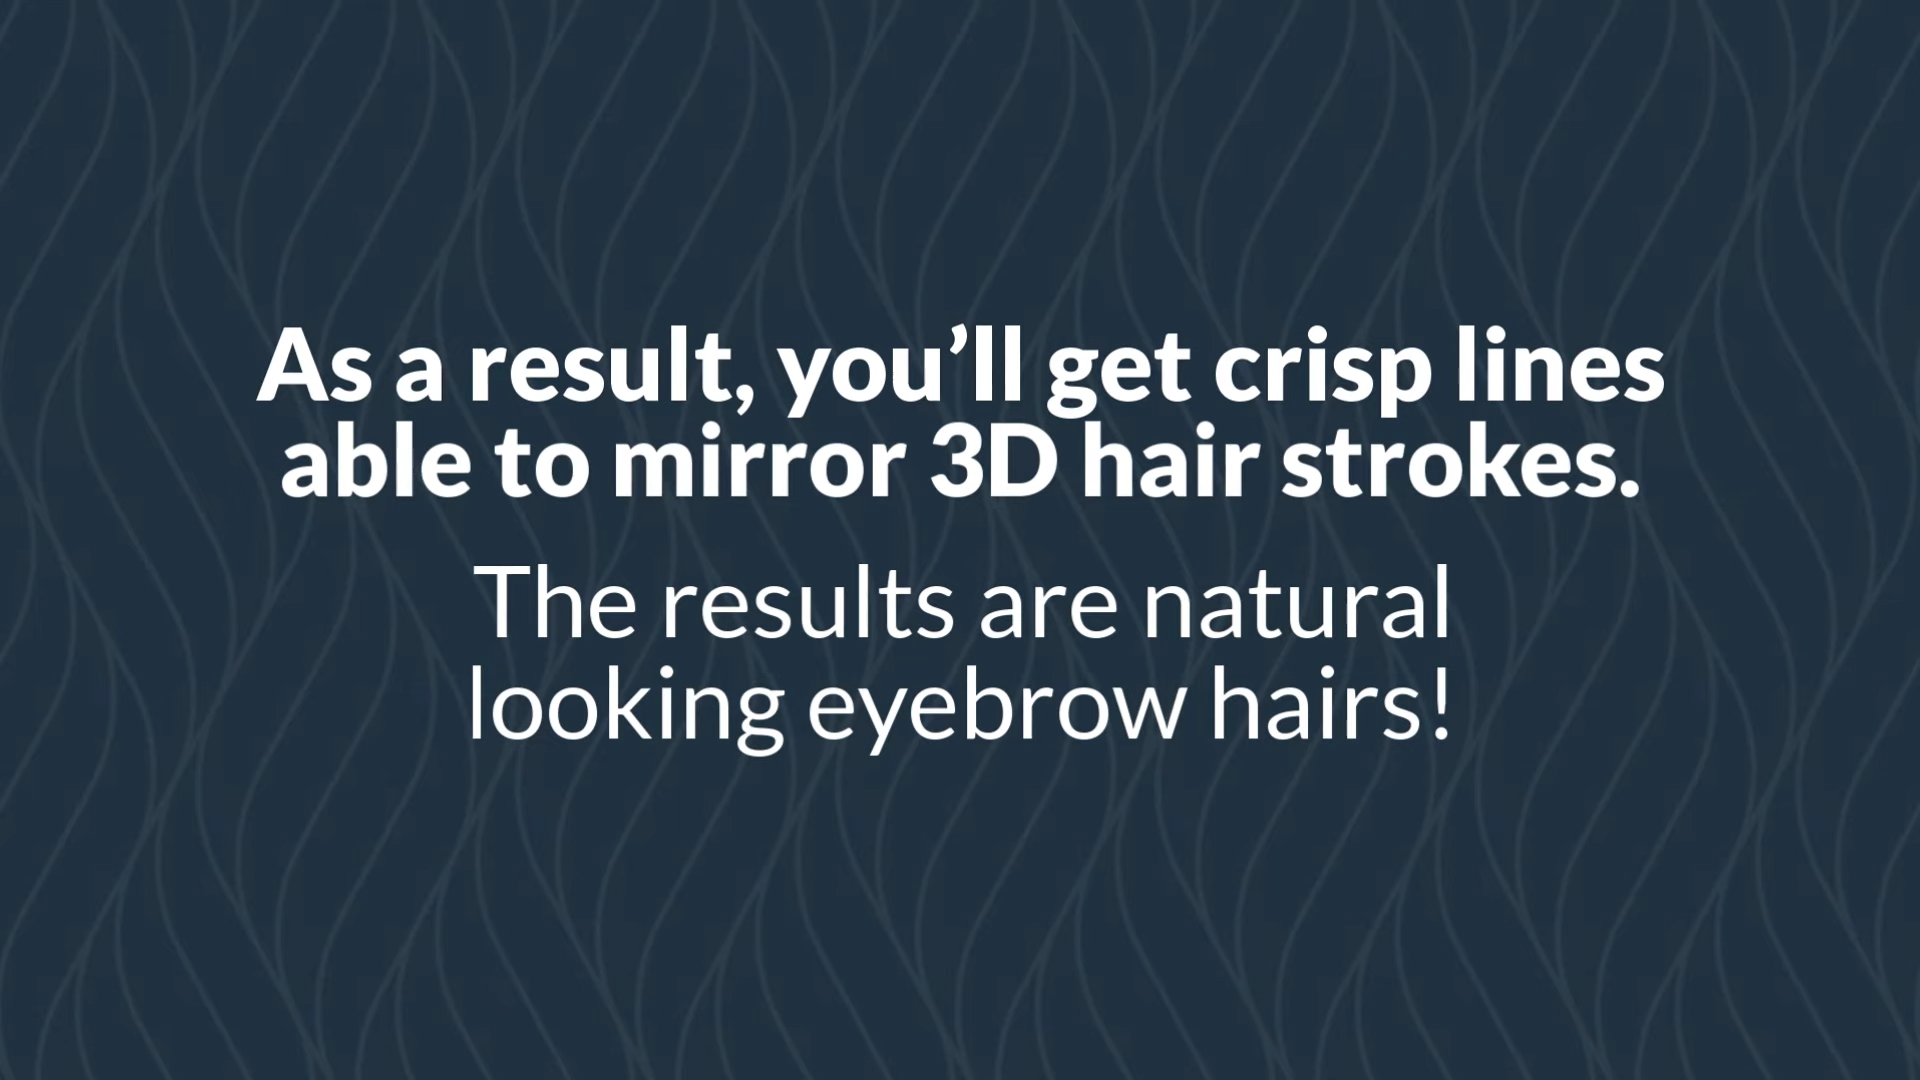 As a result, you’ll get crisp lines
able to mirror 3D hair strokes.
The results are natural
looking eyebrow hairs!